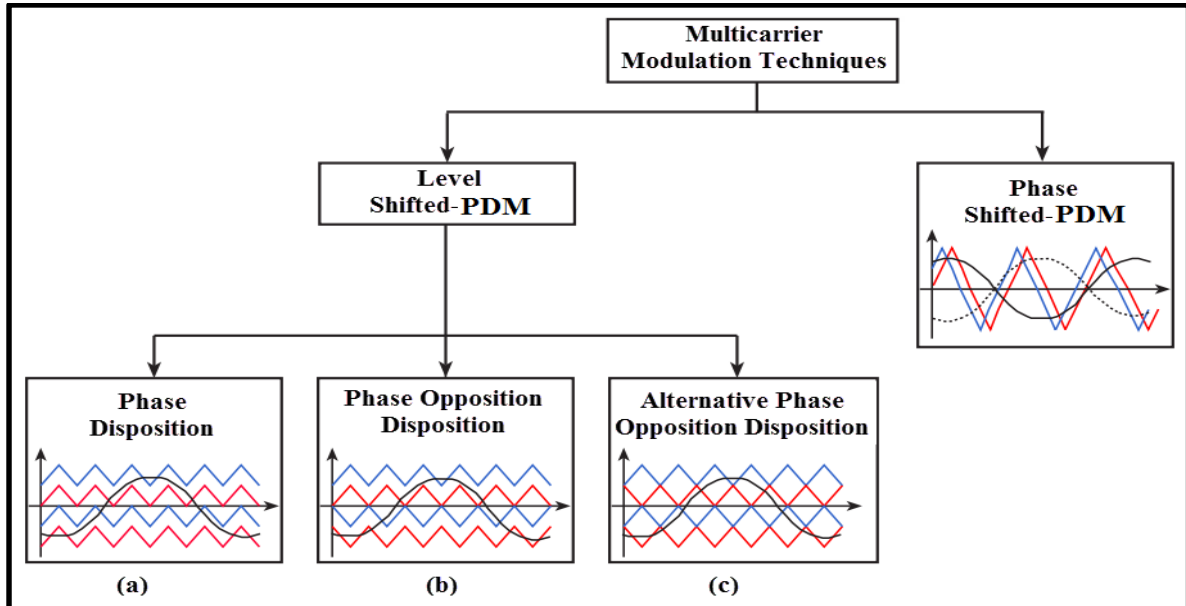 Multicarrier
Modulation Techniques
Level
Shifted-PDM
Phase
Shifted-PDM
Phase
Disposition
Phase Opposition
Disposition
Alternative Phase
Opposition Disposition
(a)
(b)
(c)